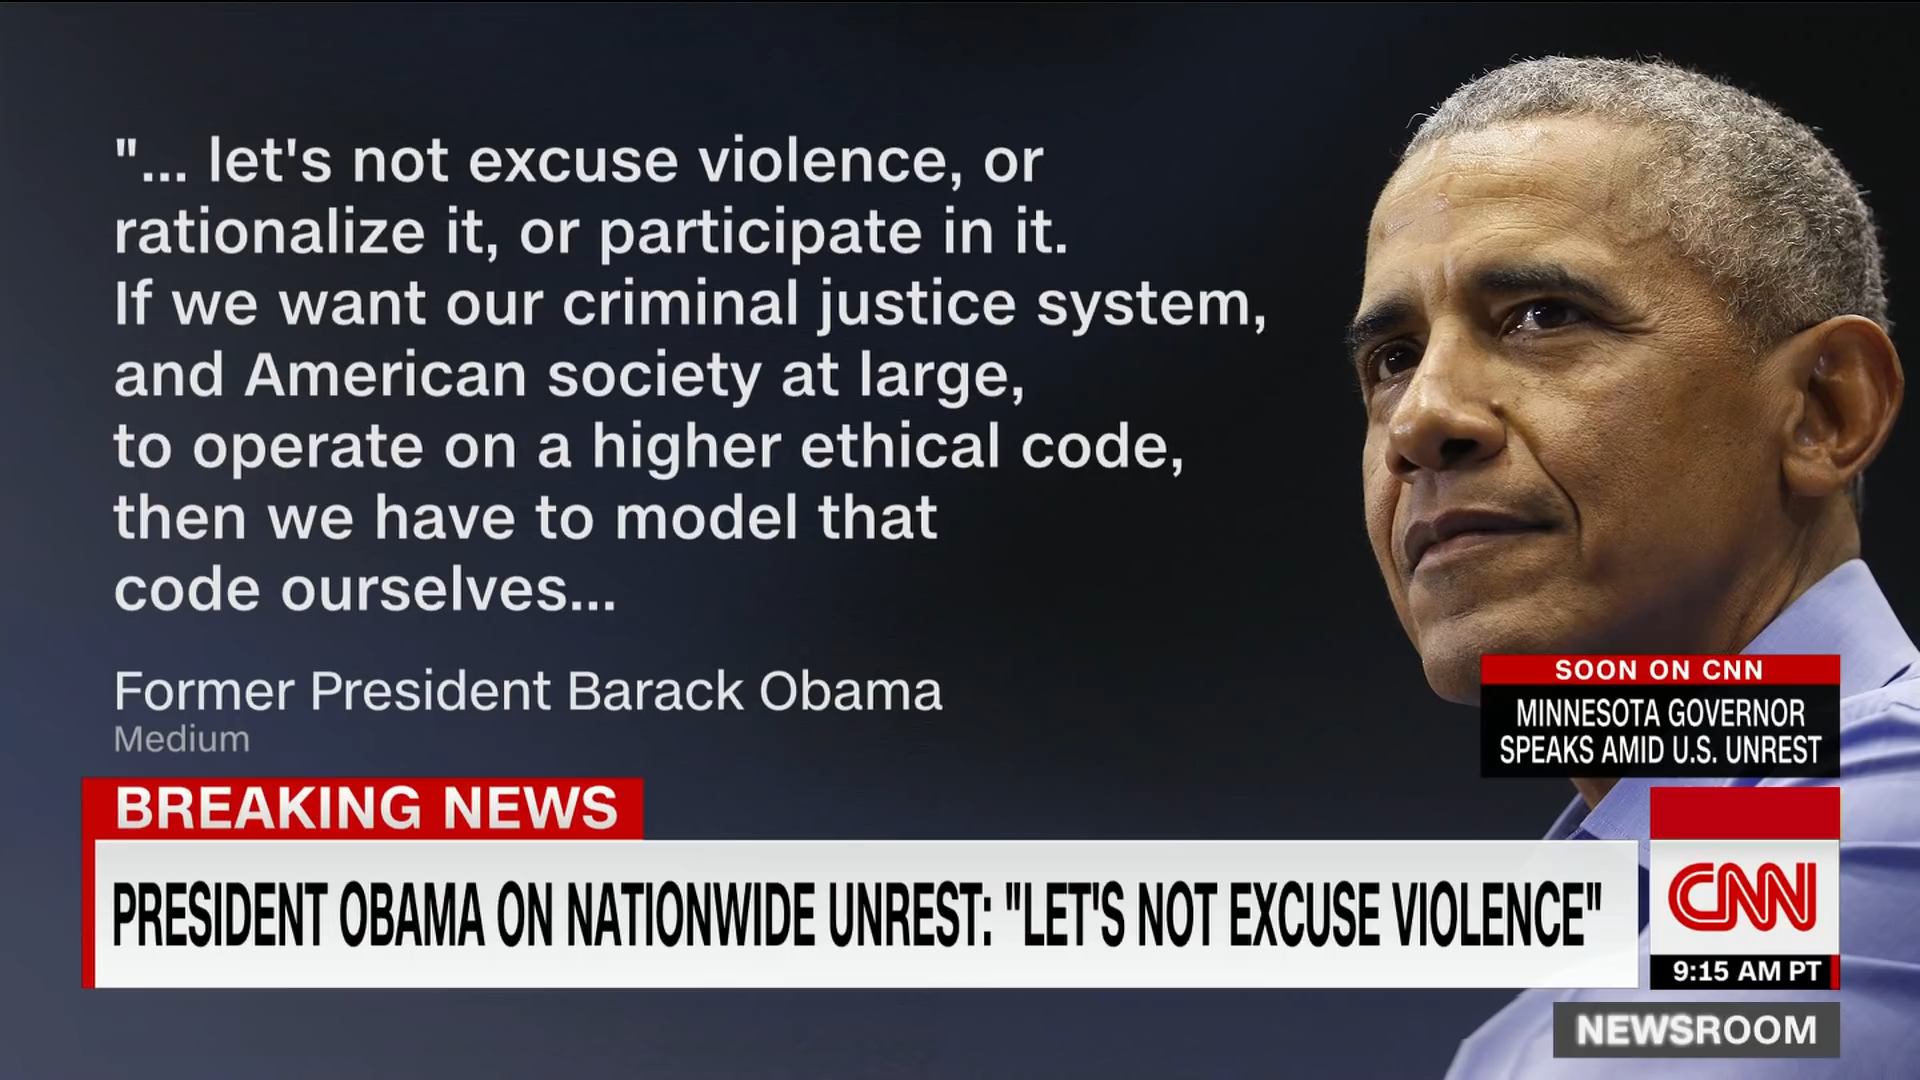 "... let's not excuse violence, or
rationalize it, or participate in it.
If we want our criminal justice system,
and American society at large,
to operate on a higher ethical code,
then we have to model that
code ourselves...
Former President Barack Obama
Medium
SOON ON CNN
MINNESOTA GOVERNOR
SPEAKS AMID U.S. UNREST
BREAKING NEWS
PRESIDENT OBAMA ON NATIONWIDE UNREST: "LET'S NOT EXCUSE VIOLENCE"
CNN
9:15 AM PT
NEWSROOM